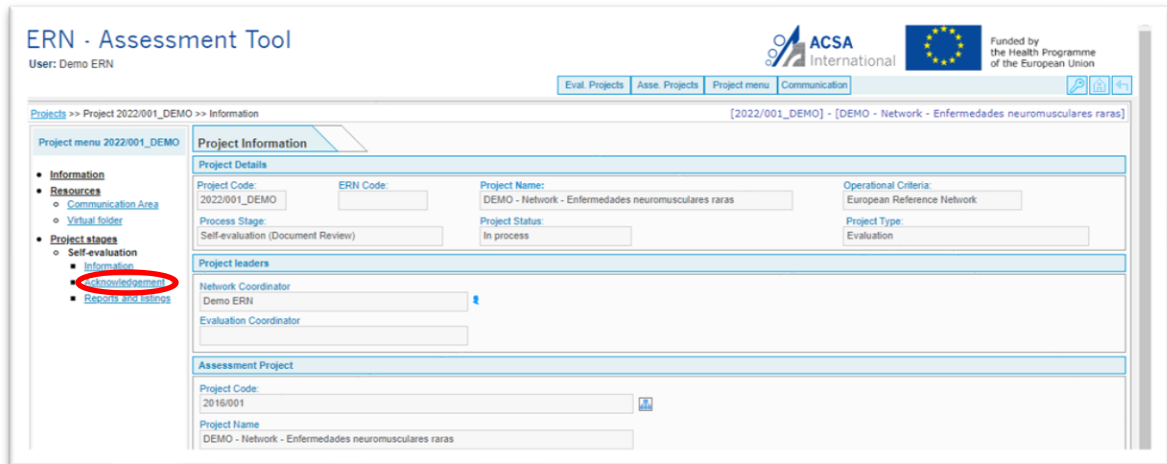 ERN - Assessment Tool
User: Demo ERN
ACSA
International
Funded by
the Health Programme
of the European Union
Eval. Projects Asse. Projects Project menu Communication
Projects >> Project 2022/001_DEMO >> Information
[2022/001_DEMO] - [DEMO - Network - Enfermedades neuromusculares raras]
Project menu 2022/001_DEMO
Information
Resources
Communication Area
Virtual folder
Project stages
Self-evaluation
Information
Acknowledgement
Reports and listings
Project Information
Project Details
Project Code: ERN Code: Project Name: Operational Criteria:
2022/001_DEMO DEMO - Network - Enfermedades neuromusculares raras European Reference Network
Process Stage: Project Status: Project Type:
Self-evaluation (Document Review) In process Evaluation
Project leaders
Network Coordinator
Demo ERN
Evaluation Coordinator
Assessment Project
Project Code:
2016/001
Project Name
DEMO - Network - Enfermedades neuromusculares raras